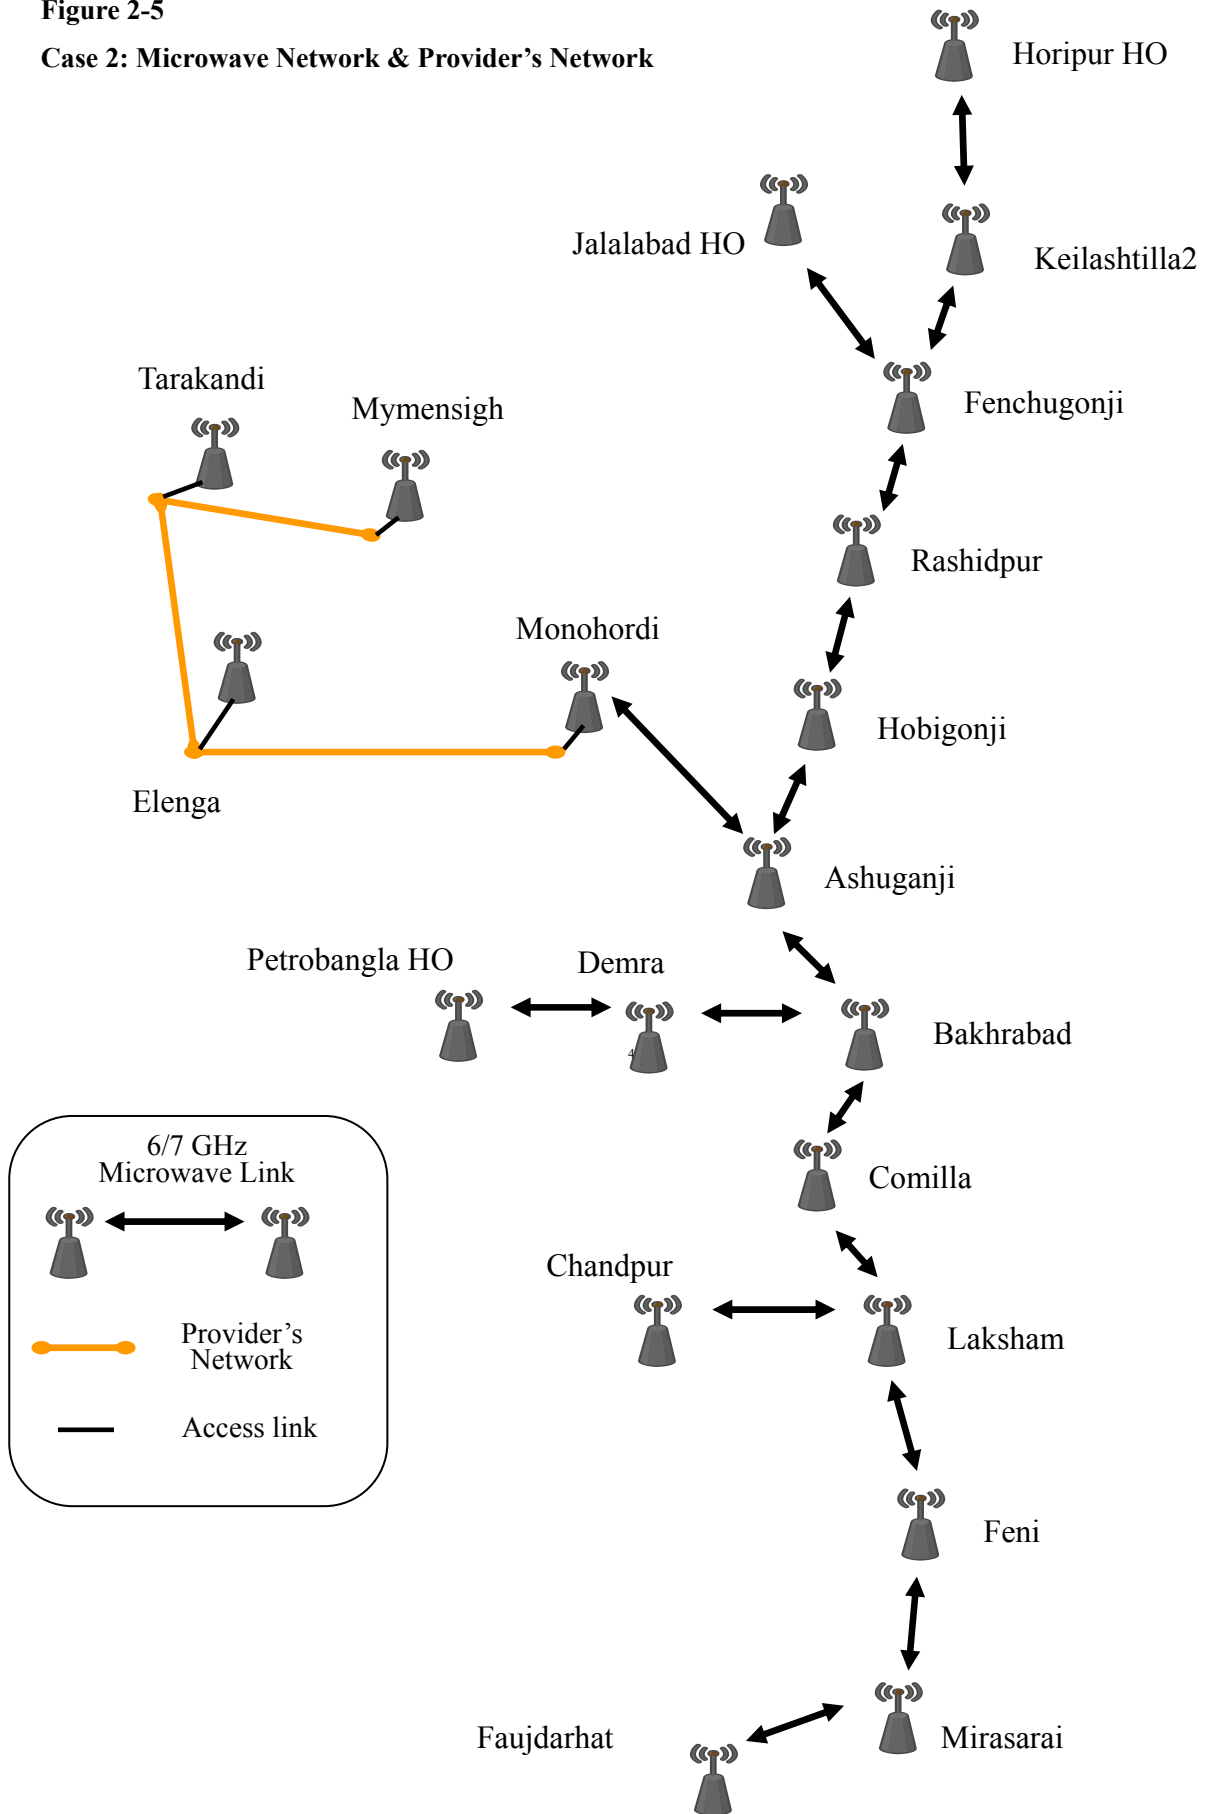 Figure 2-5
Case 2: Microwave Network & Provider’s Network
Horipur HO
Jalalabad HO
Keilashtilla2
Tarakandi
Mymensigh
Fenchugonji
Rashidpur
Monohordi
Hobigonji
Elenga
Ashuganji
Petrobangla HO
Demra
Bakhrabad
4
6/7 GHz
Microwave Link
Comilla
Chandpur
Provider’s
Network
Laksham
Access link
Feni
Faujdarhat
Mirasarai